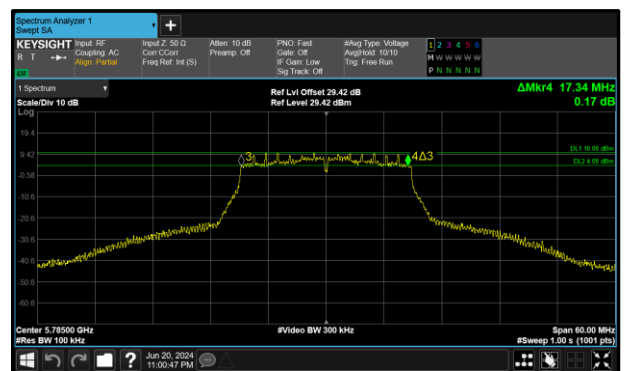 Spectrum Analyzer 1
Swept SA
+
KEYSIGHT Input: RF Input Z: 50 Ω Atten: 10 dB PNO: Fast #Avg Type: Voltage 1 2 3 4 5 6
R T Coupling: AC Corr CCorr Preamp: Off Gate: Off Avg|Hold: 10/10 M W W W W W
Align: Partial Freq Ref: Int (S) IF Gain: Low Trig: Free Run
Sig Track: Off P N N N N N
1 Spectrum Ref Lvl Offset 29.42 dB ΔMkr4 17.34 MHz
Scale/Div 10 dB Ref Level 29.42 dBm 0.17 dB
Log
19.4
DL1 10.00 dBm
9.42 3 4Δ3
DL2 4.00 dBm
-0.58
-10.6
-20.6
-30.6
-40.6
-50.6
-60.6
Center 5.78500 GHz #Video BW 300 kHz Span 60.00 MHz
#Res BW 100 kHz #Sweep 1.00 s (1001 pts)
? Jun 20, 2024
11:00:47 PM